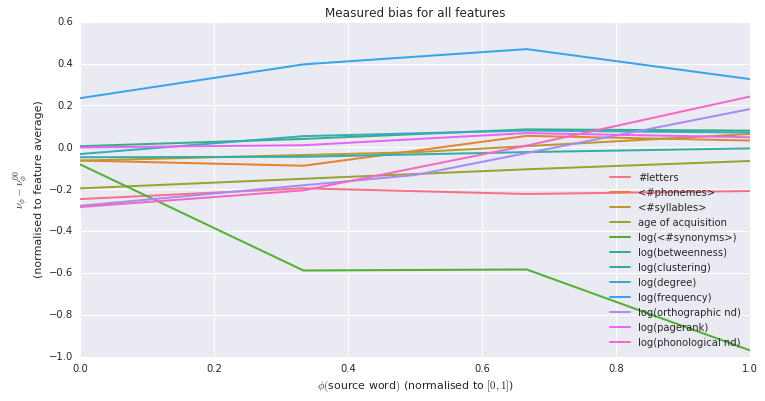 Measured bias for all features
0.6
0.4
0.2
0.0
−0.2
−0.4
−0.6
−0.8
−1.0
0.0 0.2 0.4 0.6 0.8 1.0
ν_φ − ν_φ^00
(normalised to feature average)
ϕ(source word) (normalised to [0, 1])
#letters
<#phonemes>
<#syllables>
age of acquisition
log(<#synonyms>)
log(betweenness)
log(clustering)
log(degree)
log(frequency)
log(orthographic nd)
log(pagerank)
log(phonological nd)